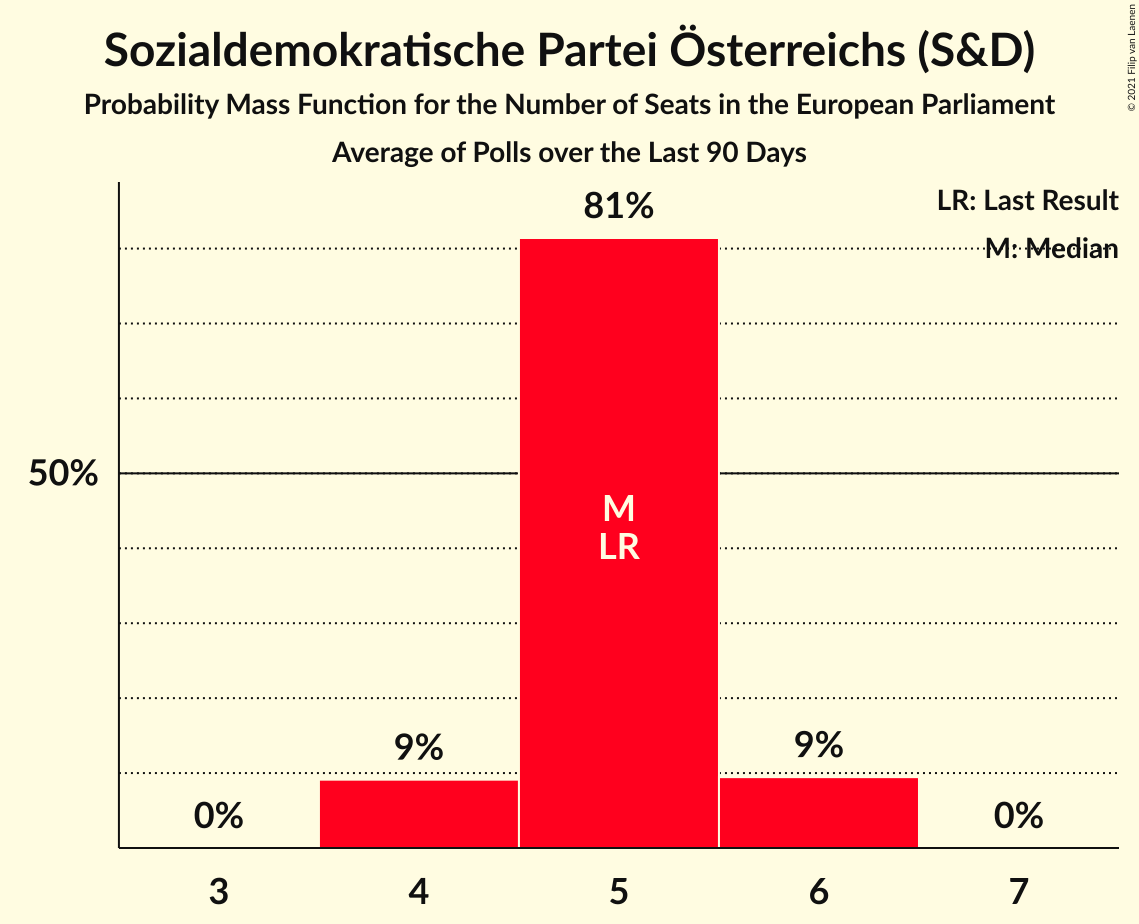 Sozialdemokratische Partei Österreichs (S&D)
Probability Mass Function for the Number of Seats in the European Parliament
Average of Polls over the Last 90 Days
© 2021 Filip van Laenen
LR: Last Result
M: Median
81%
50%
M
LR
9%
9%
0%
0%
3 4 5 6 7